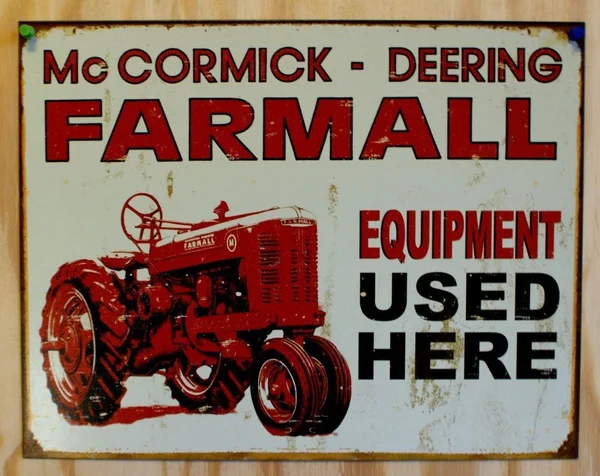 McCORMICK - DEERING
FARMALL
EQUIPMENT
USED
HERE
FARMALL M